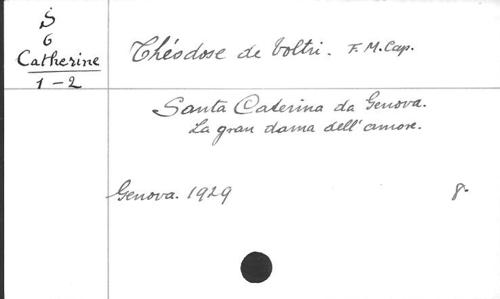 S
6
Catherine
1-2
Théodose de Voltri. F.M.Cap.
Santa Caterina da Genova.
La gran dama dell'amore.
Genova. 1929
8.